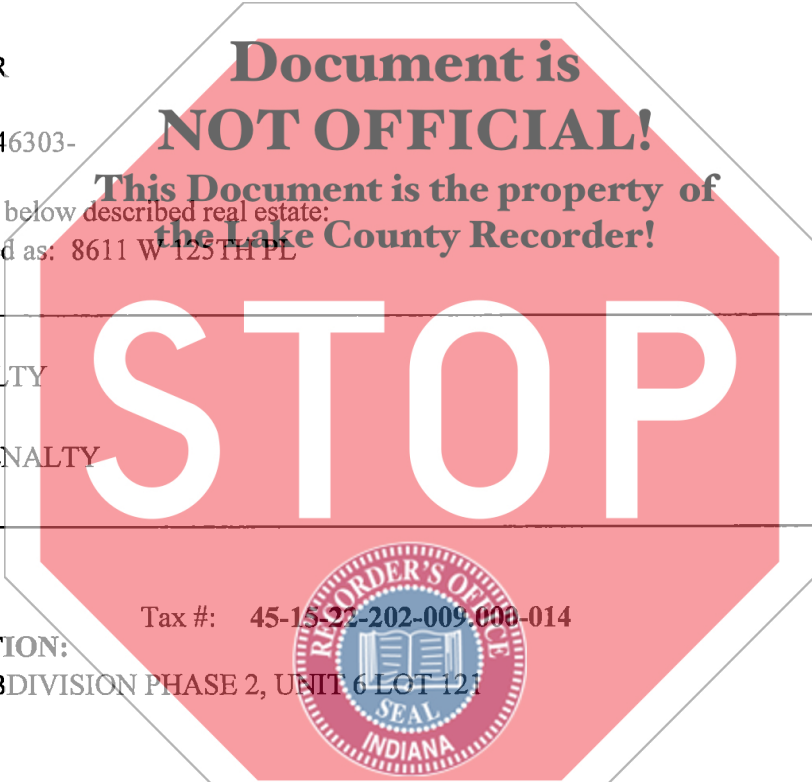 R
Document is
NOT OFFICIAL!
46303-
This Document is the property of
below described real estate:
the Lake County Recorder!
d as: 8611 W 125TH PL
STOP
LTY
NALTY
Tax #: 45-15-22-202-009.000-014
TION:
BDIVISION PHASE 2, UNIT 6 LOT 121
RECORDER'S OFFICE
SEAL
INDIANA